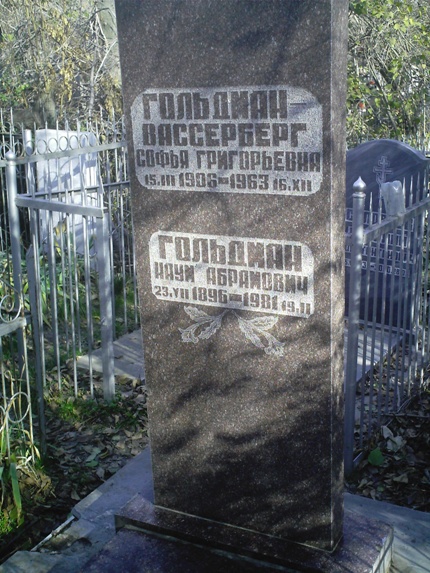 ГОЛЬДМАН-
ВАССЕРБЕРГ
СОФЬЯ ГРИГОРЬЕВНА
15.III 1906–1963 16.XII
ГОЛЬДМАН
НАУМ АБРАМОВИЧ
23.VII 1896–1981 19.II